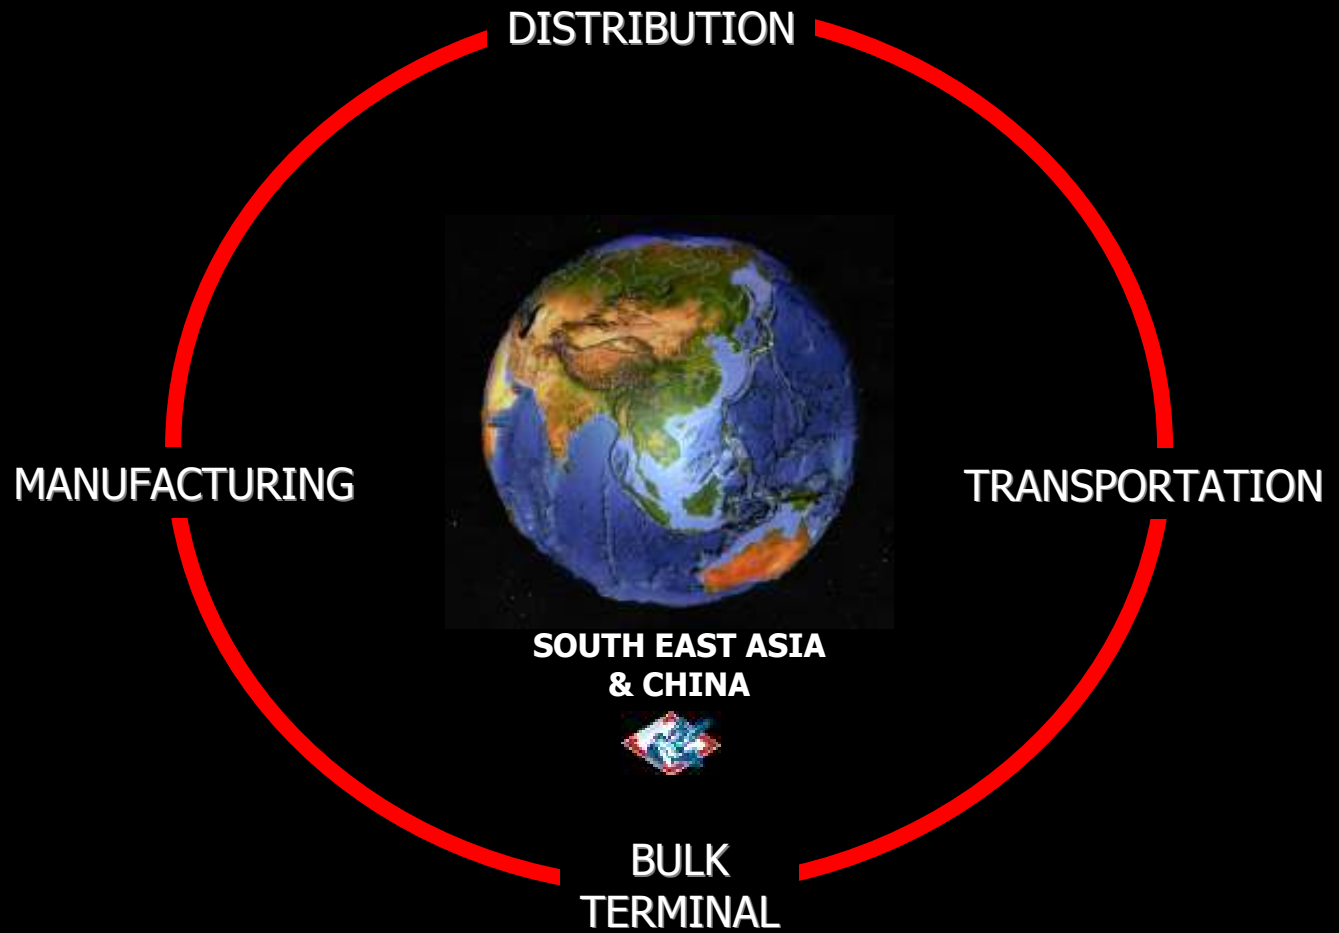 DISTRIBUTION
MANUFACTURING
TRANSPORTATION
SOUTH EAST ASIA
& CHINA
BULK
TERMINAL